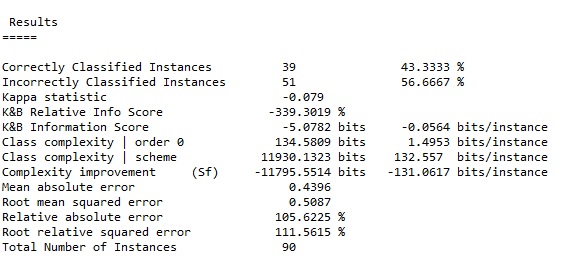 Results
=====
Correctly Classified Instances 39 43.3333 %
Incorrectly Classified Instances 51 56.6667 %
Kappa statistic -0.079
K&B Relative Info Score -339.3019 %
K&B Information Score -5.0782 bits -0.0564 bits/instance
Class complexity | order 0 134.5809 bits 1.4953 bits/instance
Class complexity | scheme 11930.1323 bits 132.557 bits/instance
Complexity improvement (Sf) -11795.5514 bits -131.0617 bits/instance
Mean absolute error 0.4396
Root mean squared error 0.5087
Relative absolute error 105.6225 %
Root relative squared error 111.5615 %
Total Number of Instances 90